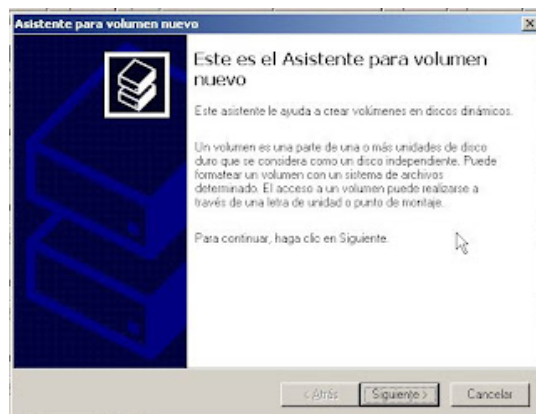 Asistente para volumen nuevo
Este es el Asistente para volumen
nuevo
Este asistente le ayuda a crear volúmenes en discos dinámicos.
Un volumen es una parte de una o más unidades de disco
duro que se considera como un disco independiente. Puede
formatear un volumen con un sistema de archivos
determinado. El acceso a un volumen puede realizarse a
través de una letra de unidad o punto de montaje.
Para continuar, haga clic en Siguiente.
< Atrás Siguiente > Cancelar